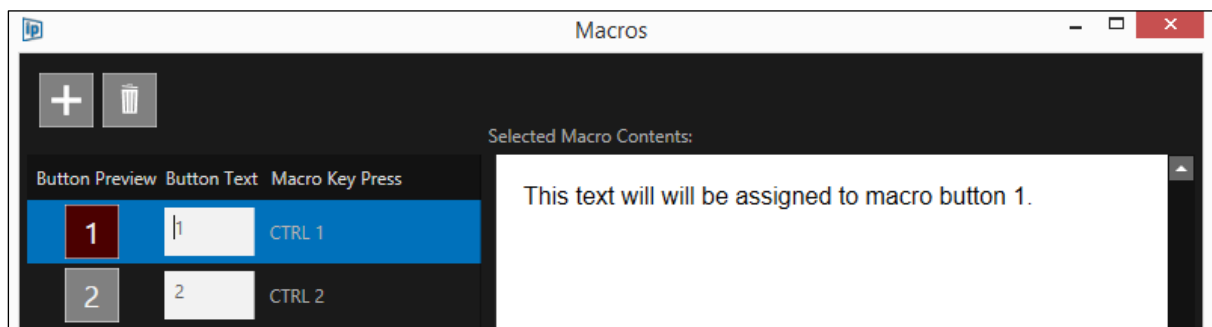 ip Macros
Selected Macro Contents:
Button Preview Button Text Macro Key Press
1 1 CTRL 1
2 2 CTRL 2
This text will will be assigned to macro button 1.